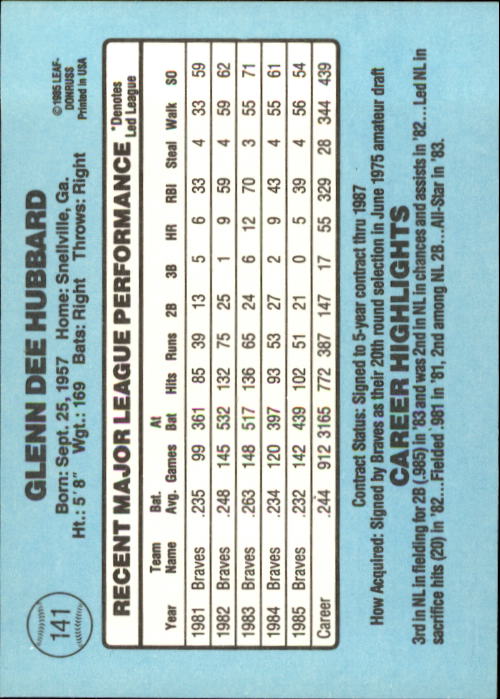 141
GLENN DEE HUBBARD
©1985 LEAF-
DONRUSS
Printed in USA
Born: Sept. 25, 1957 Home: Snellville, Ga.
Ht.: 5' 8" Wgt.: 169 Bats: Right Throws: Right
RECENT MAJOR LEAGUE PERFORMANCE *Denotes
Led League
Team Bat. At
Year Name Avg. Games Bat Hits Runs 2B 3B HR RBI Steal Walk SO
1981 Braves .235 99 361 85 39 13 5 6 33 4 33 59
1982 Braves .248 145 532 132 75 25 1 9 59 4 59 62
1983 Braves .263 148 517 136 65 24 6 12 70 3 55 71
1984 Braves .234 120 397 93 53 27 2 9 43 4 55 61
1985 Braves .232 142 439 102 51 21 0 5 39 4 56 54
Career .244 912 3165 772 387 147 17 55 329 28 344 439
Contract Status: Signed to 5-year contract thru 1987
How Acquired: Signed by Braves as their 20th round selection in June 1975 amateur draft
CAREER HIGHLIGHTS
3rd in NL in fielding for 2B (.985) in '83 and was 2nd in NL in chances and assists in '82....Led NL in
sacrifice hits (20) in '82...Fielded .981 in '81, 2nd among NL 2B...All-Star in '83.